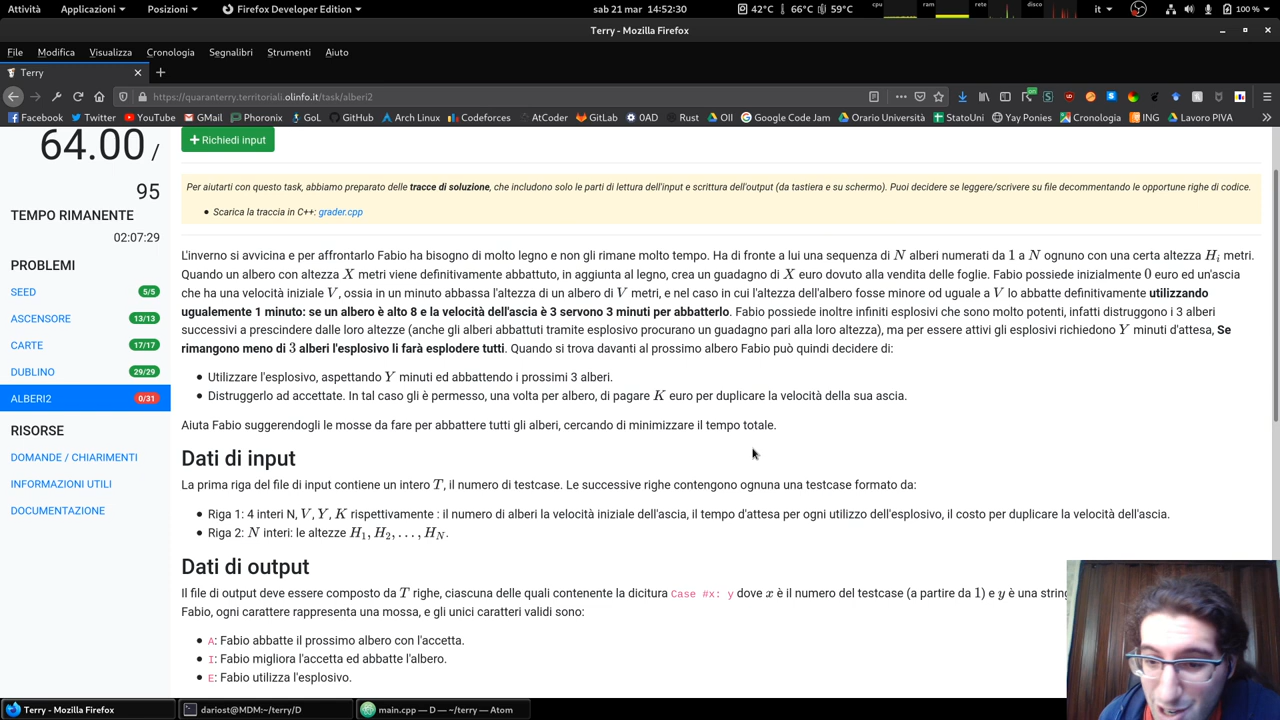 Attività Applicazioni Posizioni Firefox Developer Edition sab 21 mar 14:52:30 cpu ram rete disco 42°C 66°C 59°C it 100 %
Terry - Mozilla Firefox
File Modifica Visualizza Cronologia Segnalibri Strumenti Aiuto
Terry
https://quaranterry.territoriali.olinfo.it/task/alberi2
Facebook Twitter YouTube GMail Phoronix GoL GitHub Arch Linux Codeforces AtCoder GitLab 0AD Rust OII Google Code Jam Orario Università StatoUni Yay Ponies Cronologia ING Lavoro PIVA
64.00 /
95
TEMPO RIMANENTE
02:07:29
PROBLEMI
SEED 5/5
ASCENSORE 13/13
CARTE 17/17
DUBLINO 29/29
ALBERI2 0/31
RISORSE
DOMANDE / CHIARIMENTI
INFORMAZIONI UTILI
DOCUMENTAZIONE
Richiedi input
Per aiutarti con questo task, abbiamo preparato delle tracce di soluzione, che includono solo le parti di lettura dell'input e scrittura dell'output (da tastiera e su schermo). Puoi decidere se leggere/scrivere su file decommentando le opportune righe di codice.
Scarica la traccia in C++: grader.cpp
L'inverno si avvicina e per affrontarlo Fabio ha bisogno di molto legno e non gli rimane molto tempo. Ha di fronte a lui una sequenza di N alberi numerati da 1 a N ognuno con una certa altezza Hi metri.
Quando un albero con altezza X metri viene definitivamente abbattuto, in aggiunta al legno, crea un guadagno di X euro dovuto alla vendita delle foglie. Fabio possiede inizialmente 0 euro ed un'ascia
che ha una velocità iniziale V, ossia in un minuto abbassa l'altezza di un albero di V metri, e nel caso in cui l'altezza dell'albero fosse minore od uguale a V lo abbatte definitivamente utilizzando
ugualmente 1 minuto: se un albero è alto 8 e la velocità dell'ascia è 3 servono 3 minuti per abbatterlo. Fabio possiede inoltre infiniti esplosivi che sono molto potenti, infatti distruggono i 3 alberi
successivi a prescindere dalle loro altezze (anche gli alberi abbattuti tramite esplosivo procurano un guadagno pari alla loro altezza), ma per essere attivi gli esplosivi richiedono Y minuti d'attesa, Se
rimangono meno di 3 alberi l'esplosivo li farà esplodere tutti. Quando si trova davanti al prossimo albero Fabio può quindi decidere di:
Utilizzare l'esplosivo, aspettando Y minuti ed abbattendo i prossimi 3 alberi.
Distruggerlo ad accettate. In tal caso gli è permesso, una volta per albero, di pagare K euro per duplicare la velocità della sua ascia.
Aiuta Fabio suggerendogli le mosse da fare per abbattere tutti gli alberi, cercando di minimizzare il tempo totale.
Dati di input
La prima riga del file di input contiene un intero T, il numero di testcase. Le successive righe contengono ognuna una testcase formato da:
Riga 1: 4 interi N, V, Y, K rispettivamente : il numero di alberi la velocità iniziale dell'ascia, il tempo d'attesa per ogni utilizzo dell'esplosivo, il costo per duplicare la velocità dell'ascia.
Riga 2: N interi: le altezze H1, H2, . . . , HN.
Dati di output
Il file di output deve essere composto da T righe, ciascuna delle quali contenente la dicitura Case #x: y dove x è il numero del testcase (a partire da 1) e y è una
Fabio, ogni carattere rappresenta una mossa, e gli unici caratteri validi sono:
A: Fabio abbatte il prossimo albero con l'accetta.
I: Fabio migliora l'accetta ed abbatte l'albero.
E: Fabio utilizza l'esplosivo.
Terry - Mozilla Firefox dariost@MDM:~/terry/D main.cpp — D — ~/terry — Atom